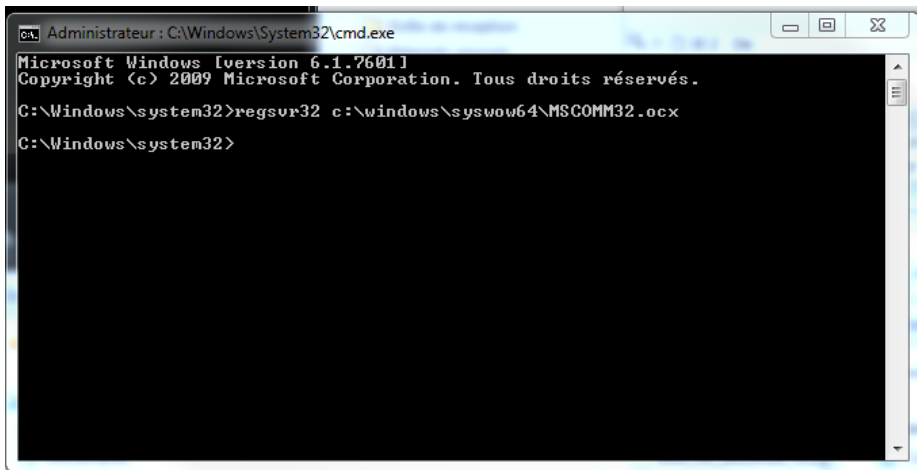 Administrateur : C:\Windows\System32\cmd.exe
Microsoft Windows [version 6.1.7601]
Copyright (c) 2009 Microsoft Corporation. Tous droits réservés.
C:\Windows\system32>regsvr32 c:\windows\syswow64\MSCOMM32.ocx
C:\Windows\system32>